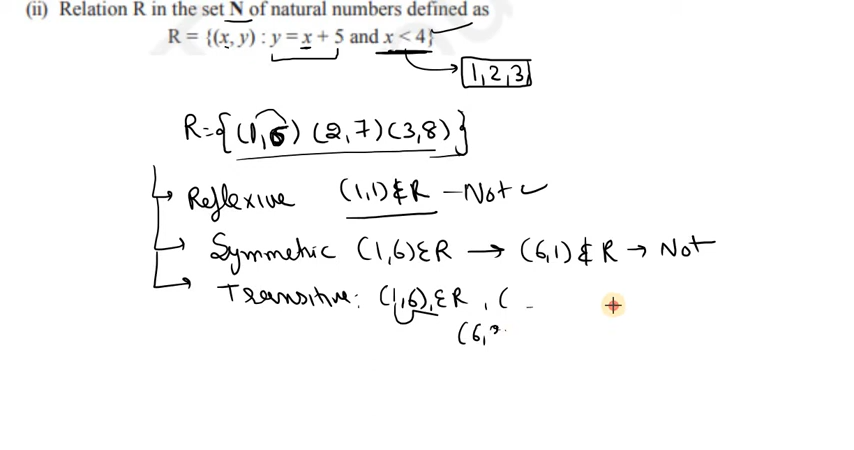 (ii) Relation R in the set N of natural numbers defined as
R = {(x, y) : y = x + 5 and x < 4}
1,2,3
R={(1,6) (2,7)(3,8)}
Reflexive (1,1)∉R – Not ✓
Symmetric (1,6)∈R → (6,1)∉R → Not
Transitive: (1,6),∈R , (
(6,